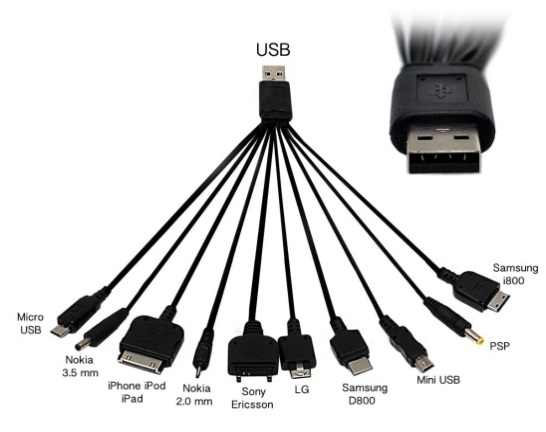 USB
Micro
USB
Nokia
3.5 mm
iPhone iPod
iPad
Nokia
2.0 mm
Sony
Ericsson
LG
Samsung
D800
Mini USB
PSP
Samsung
i800